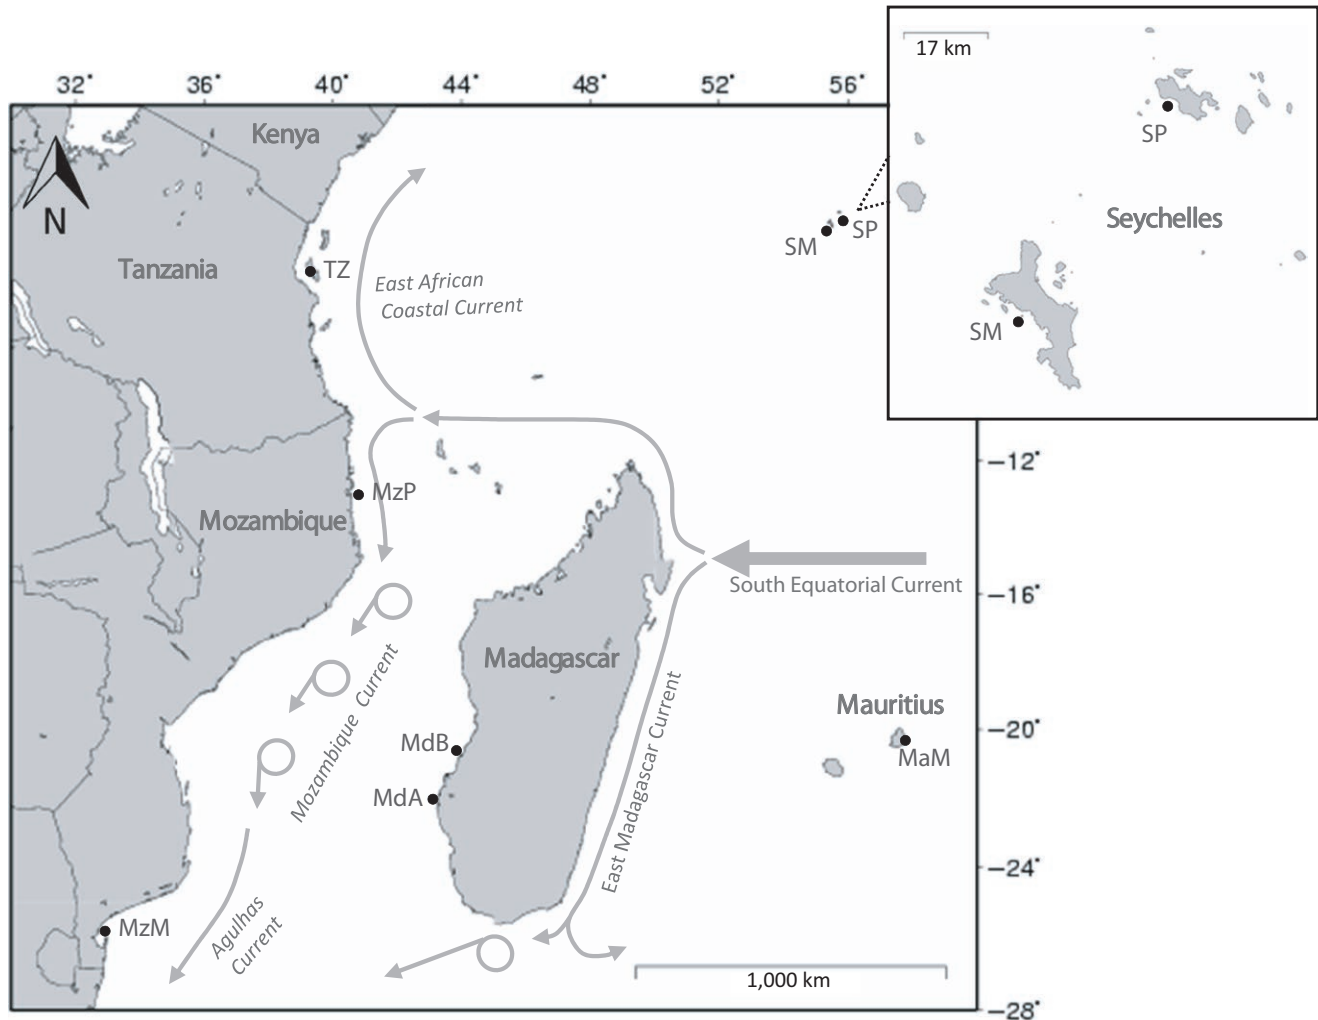 17 km
32°
36°
40°
44°
48°
52°
56°
Kenya
SP
N
Seychelles
SP
SM
Tanzania
TZ
East African
Coastal Current
SM
−12°
MzP
Mozambique
South Equatorial Current
−16°
Madagascar
Mozambique Current
East Madagascar Current
Mauritius
−20°
MdB
MaM
MdA
−24°
MzM
Agulhas
Current
1,000 km
−28°